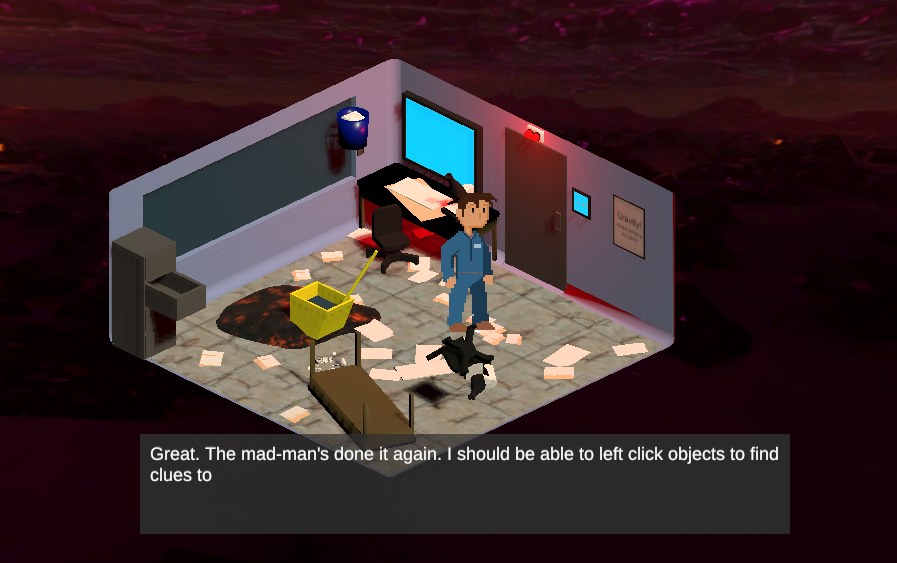 Gravity!
Great. The mad-man's done it again. I should be able to left click objects to find
clues to